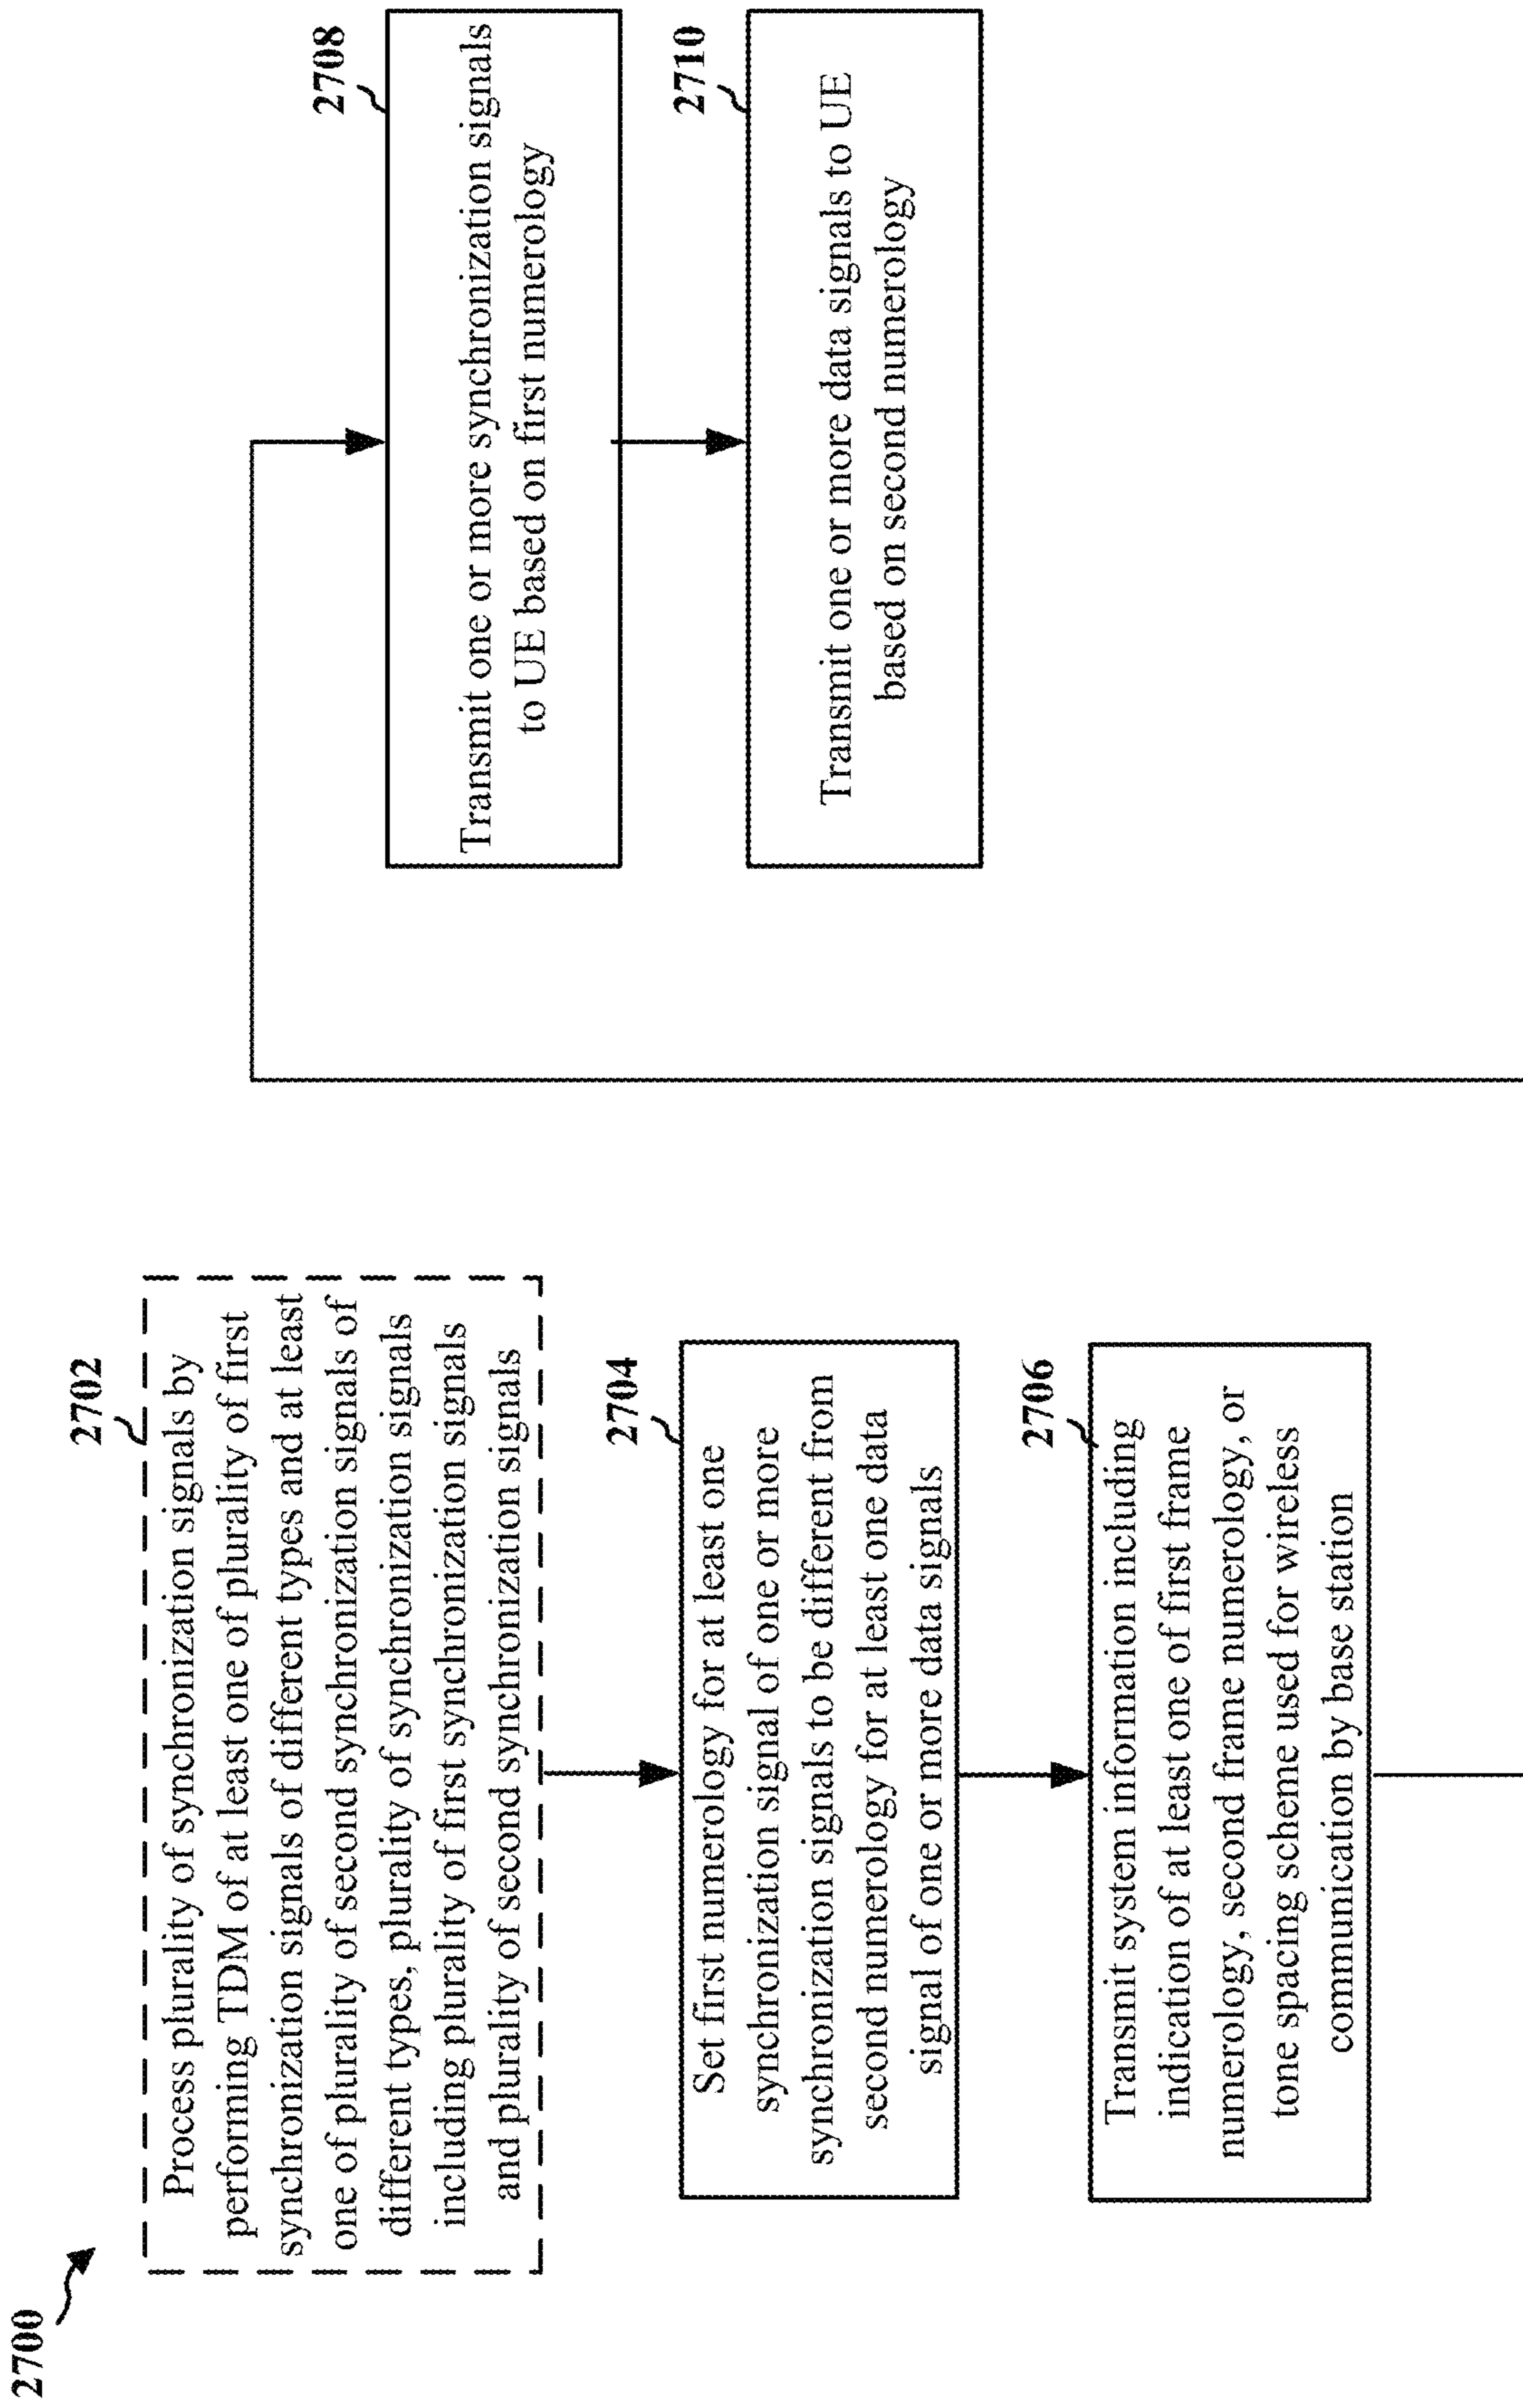 2700
2702
Process plurality of synchronization signals by
performing TDM of at least one of plurality of first
synchronization signals of different types and at least
one of plurality of second synchronization signals of
different types, plurality of synchronization signals
including plurality of first synchronization signals
and plurality of second synchronization signals
2704
Set first numerology for at least one
synchronization signal of one or more
synchronization signals to be different from
second numerology for at least one data
signal of one or more data signals
2706
Transmit system information including
indication of at least one of first frame
numerology, second frame numerology, or
tone spacing scheme used for wireless
communication by base station
2708
Transmit one or more synchronization signals
to UE based on first numerology
2710
Transmit one or more data signals to UE
based on second numerology